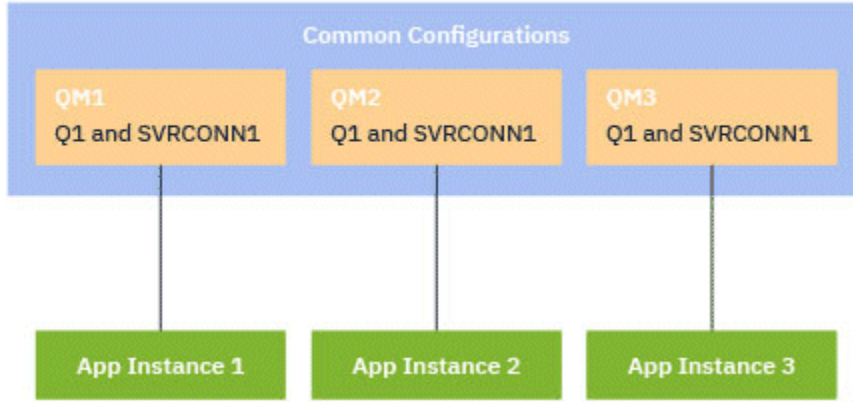 Common Configurations
QM1
Q1 and SVRCONN1
QM2
Q1 and SVRCONN1
QM3
Q1 and SVRCONN1
App Instance 1
App Instance 2
App Instance 3